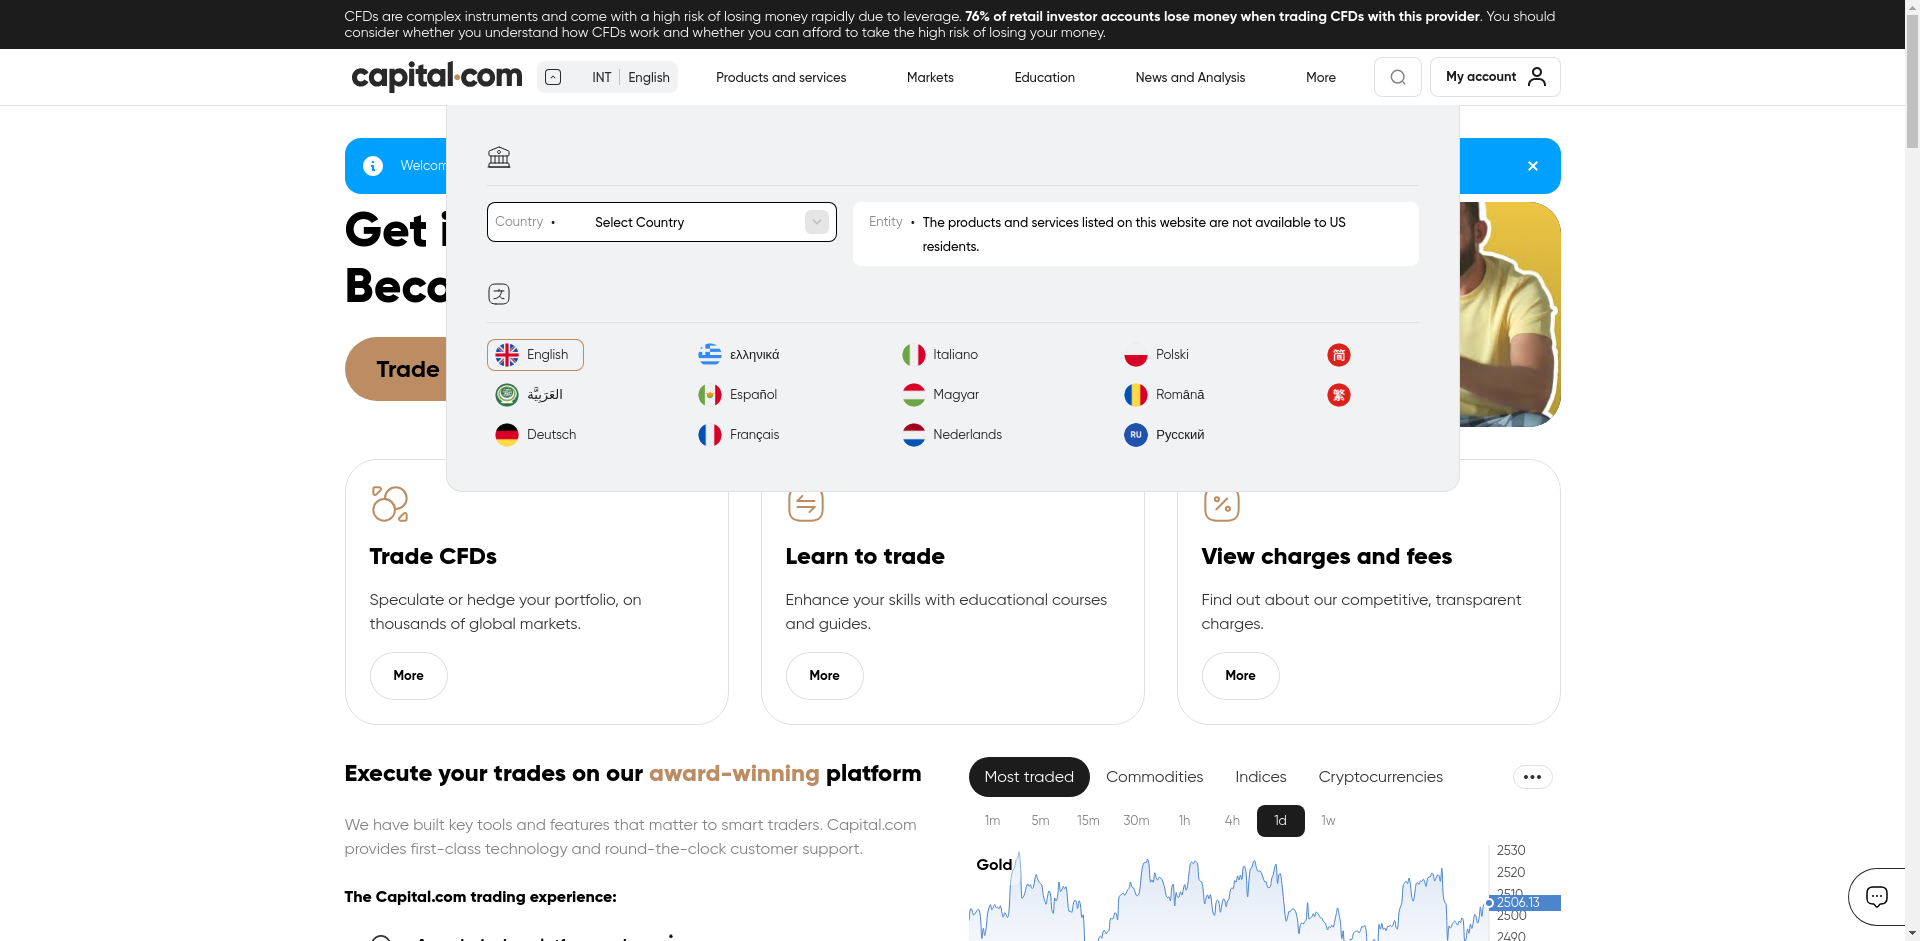 CFDs are complex instruments and come with a high risk of losing money rapidly due to leverage. 76% of retail investor accounts lose money when trading CFDs with this provider. You should
consider whether you understand how CFDs work and whether you can afford to take the high risk of losing your money.
capital.com
INT English
Products and services
Markets
Education
News and Analysis
More
My account
Welcom
Get i
Beco
Trade
Country • Select Country
Entity • The products and services listed on this website are not available to US
residents.
文
English
ελληνικά
Italiano
Polski
简
العَرَبِيَّة
Español
Magyar
Română
繁
Deutsch
Français
Nederlands
RU Русский
Trade CFDs
Speculate or hedge your portfolio, on
thousands of global markets.
More
Learn to trade
Enhance your skills with educational courses
and guides.
More
View charges and fees
Find out about our competitive, transparent
charges.
More
Execute your trades on our award-winning platform
We have built key tools and features that matter to smart traders. Capital.com
provides first-class technology and round-the-clock customer support.
The Capital.com trading experience:
Most traded
Commodities
Indices
Cryptocurrencies
1m 5m 15m 30m 1h 4h 1d 1w
Gold
2530
2520
2510
2506.13
2500
2490